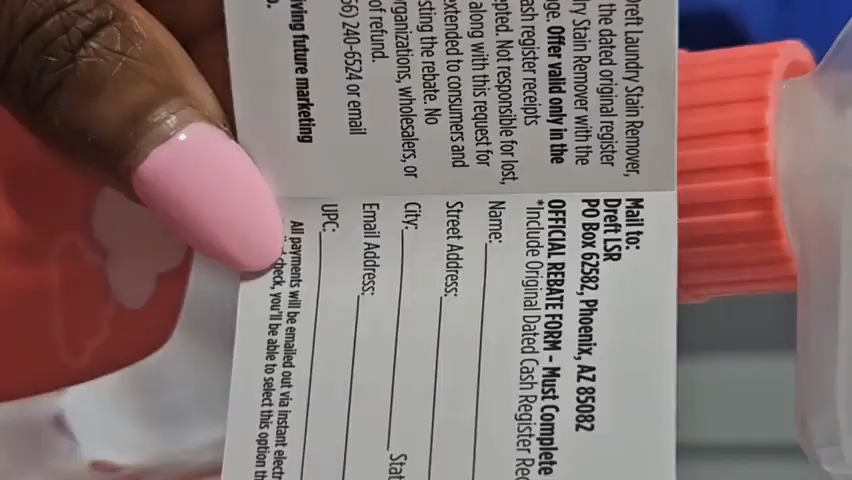 reft Laundry Stain Remover,
the dated original register
ry Stain Remover with the
ge. Offer valid only in the
ash register receipts
pted. Not responsible for lost,
along with this request for
extended to consumers and
sting the rebate. No
rganizations, wholesalers, or
of refund.
56) 240-6524 or email
iving future marketing
Mail to:
Dreft LSR
PO Box 62582, Phoenix, AZ 85082
OFFICIAL REBATE FORM – Must Complete
*Include Original Dated Cash Register Rec
Name:
Street Address:
City: Stat
Email Address:
UPC:
All payments will be emailed out via instant electr
check, you'll be able to select this option th